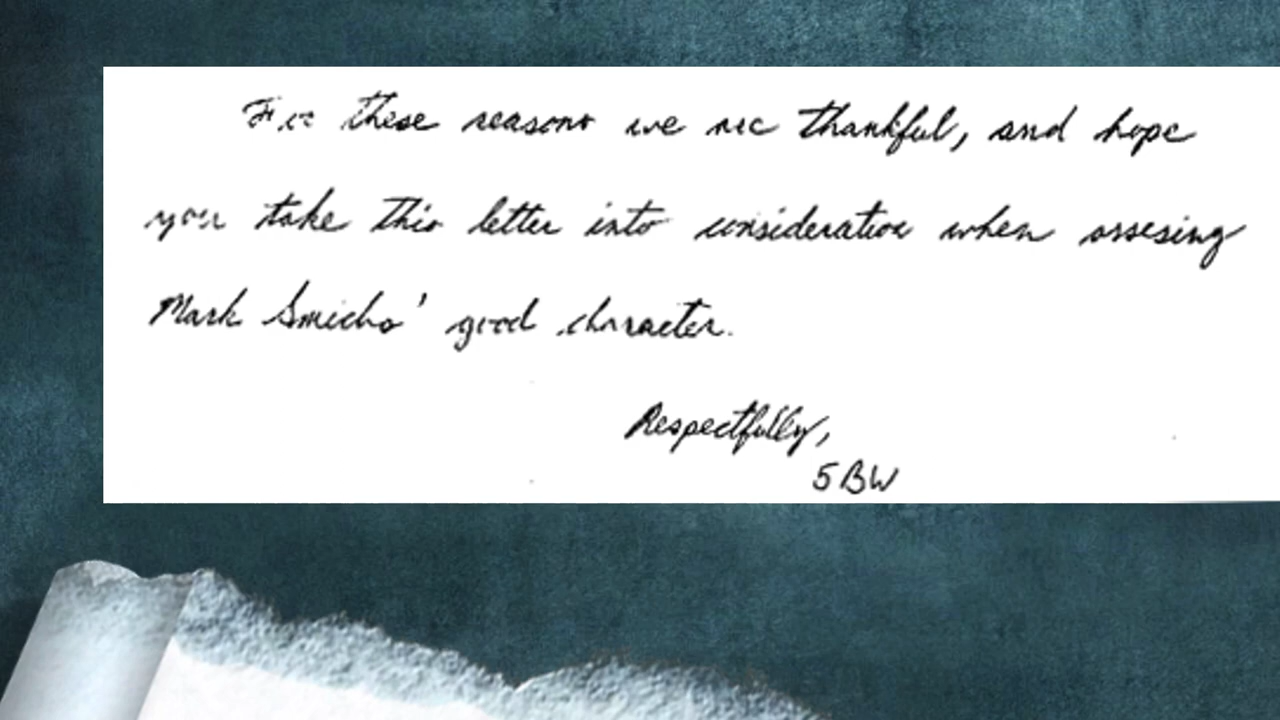 For these reasons we are thankful, and hope
you take this letter into consideration when assesing
Mark Smichs' good character.
Respectfully,
5BW